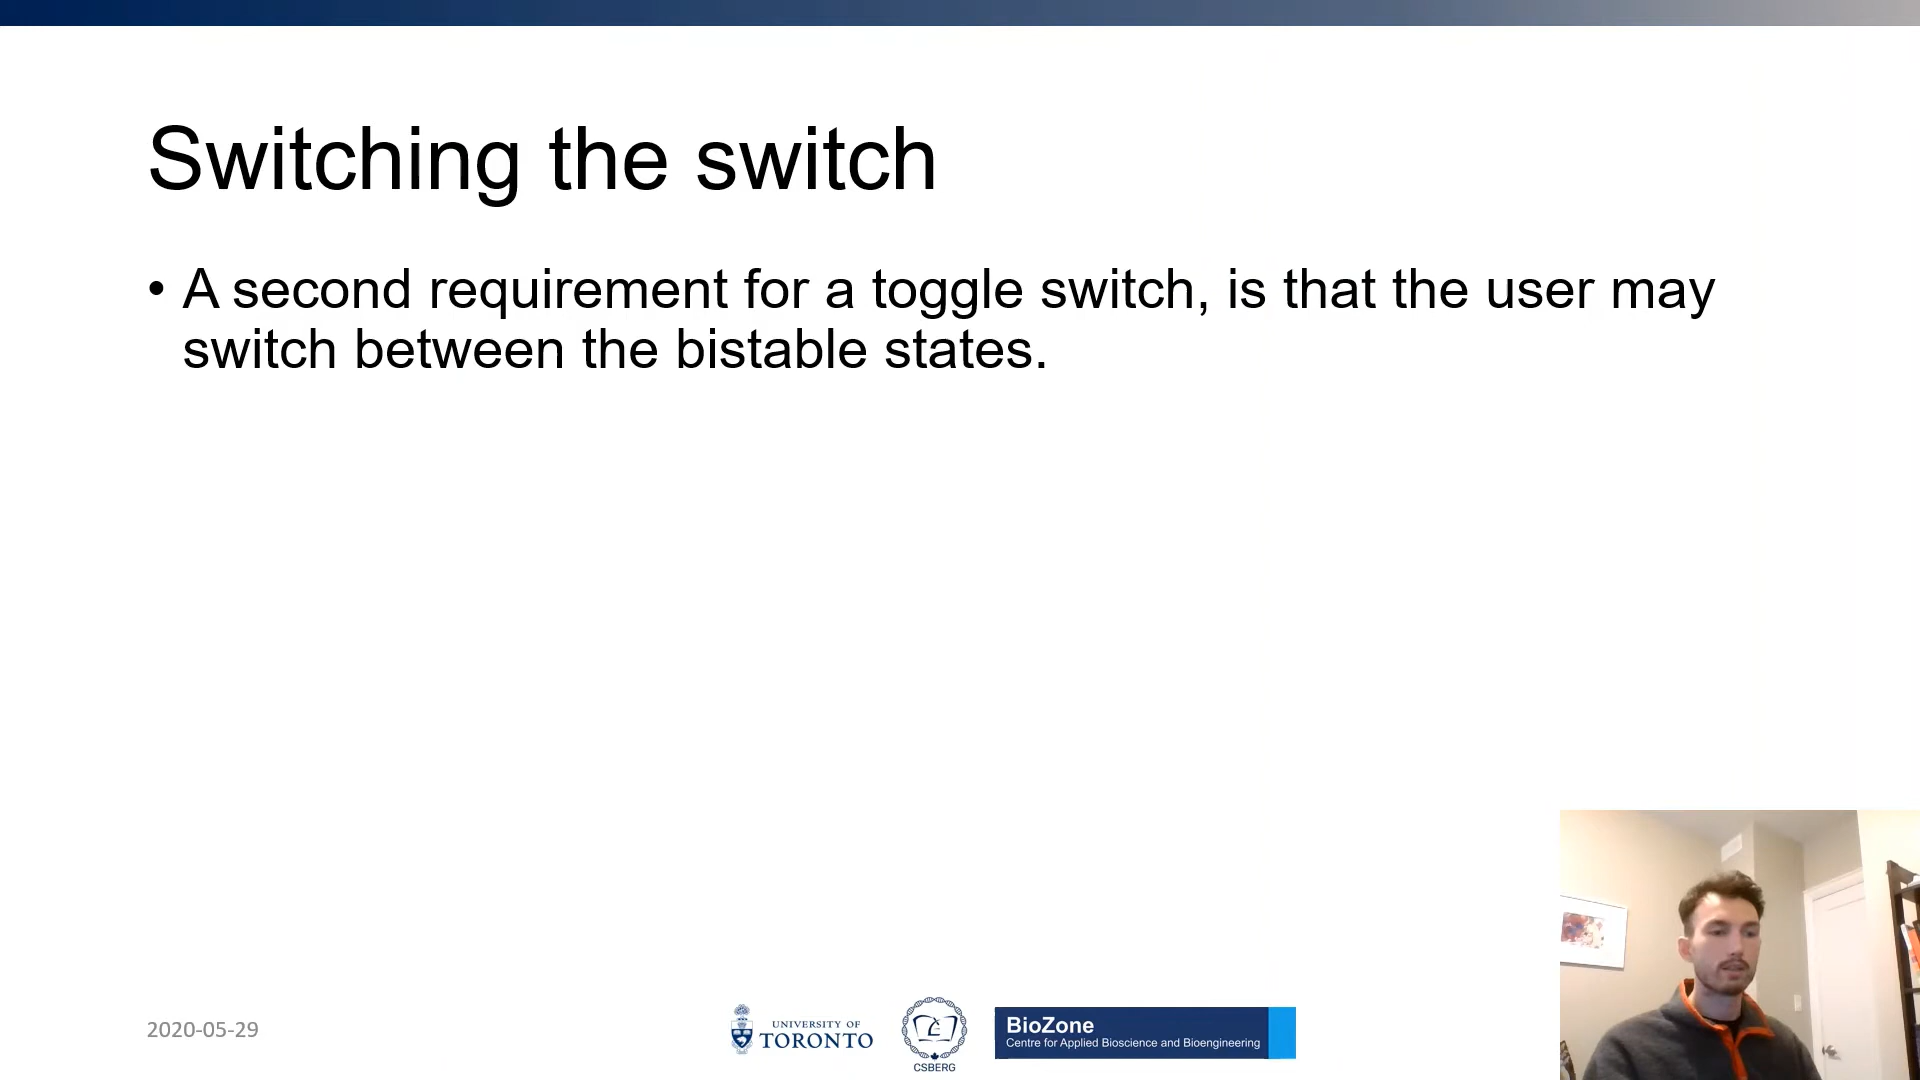 Switching the switch
• A second requirement for a toggle switch, is that the user may
switch between the bistable states.
2020-05-29
UNIVERSITY OF
TORONTO
CSBERG
BioZone
Centre for Applied Bioscience and Bioengineering